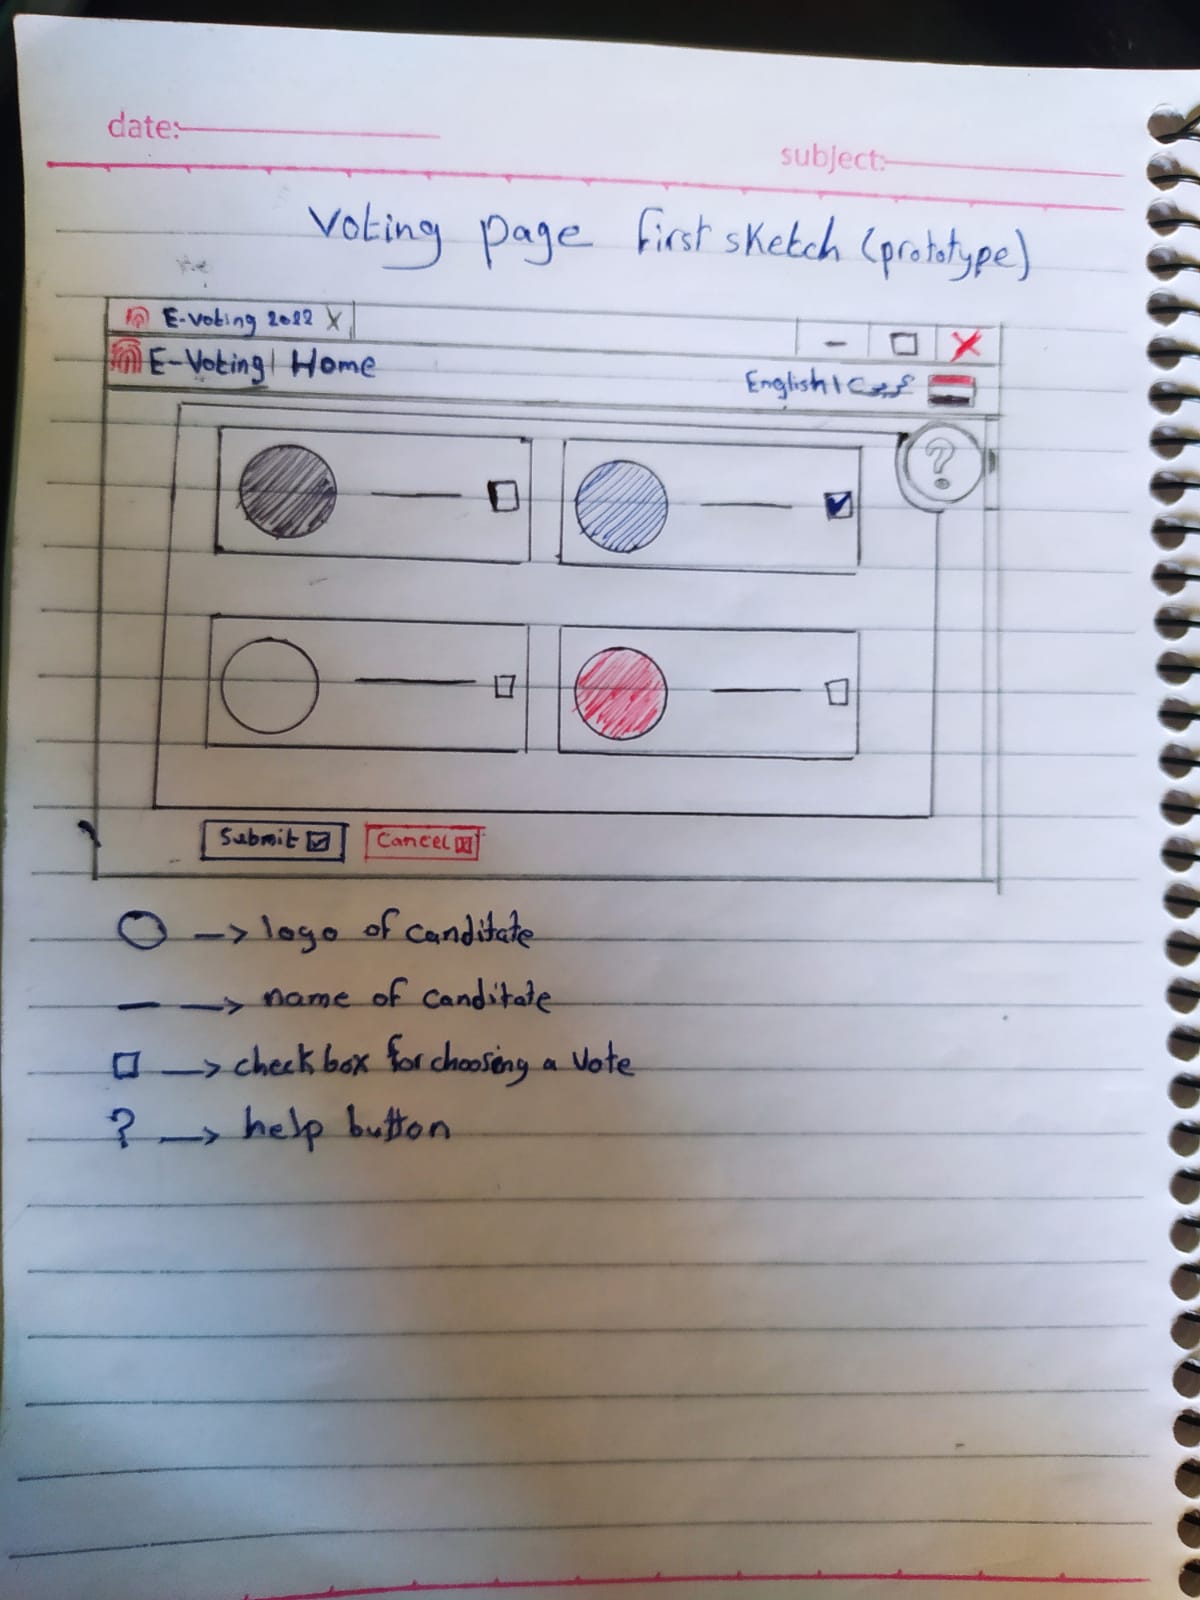 date:
subject:
Voting page first sketch (prototype)
E-voting 2022 X
E-Voting | Home
English | عربي
?
Submit
Cancel
→ logo of canditate
→ name of canditate
→ check box for choosing a vote
? → help button